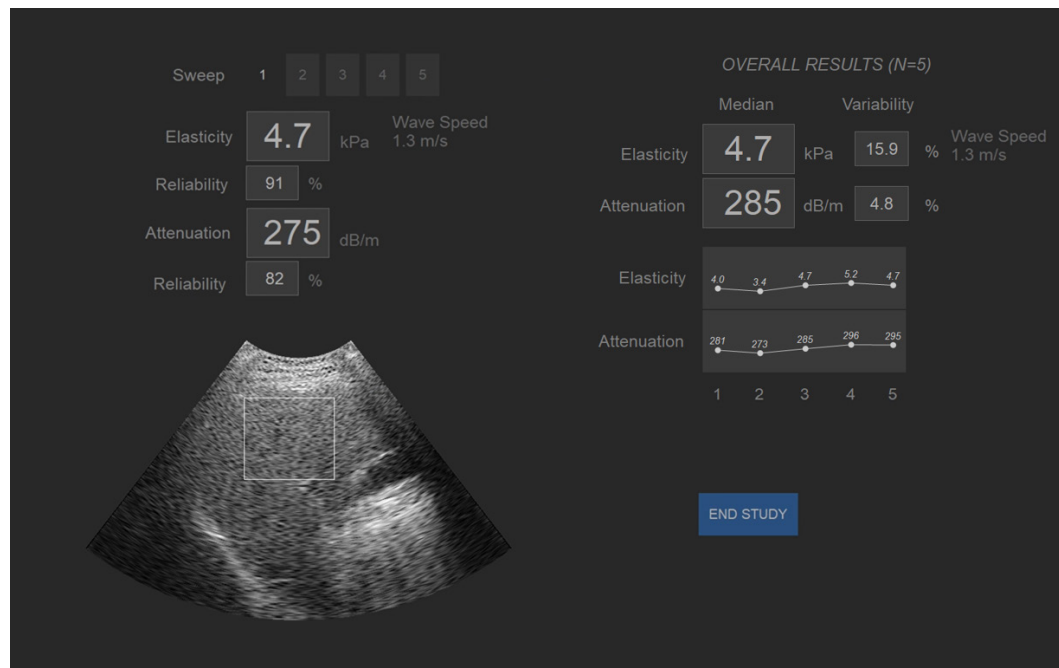 Sweep 1 2 3 4 5
Elasticity 4.7 kPa
Wave Speed
1.3 m/s
Reliability 91 %
Attenuation 275 dB/m
Reliability 82 %
OVERALL RESULTS (N=5)
Median Variability
Elasticity 4.7 kPa 15.9 %
Wave Speed
1.3 m/s
Attenuation 285 dB/m 4.8 %
Elasticity 4.0 3.4 4.7 5.2 4.7
Attenuation 281 273 285 296 295
1 2 3 4 5
END STUDY